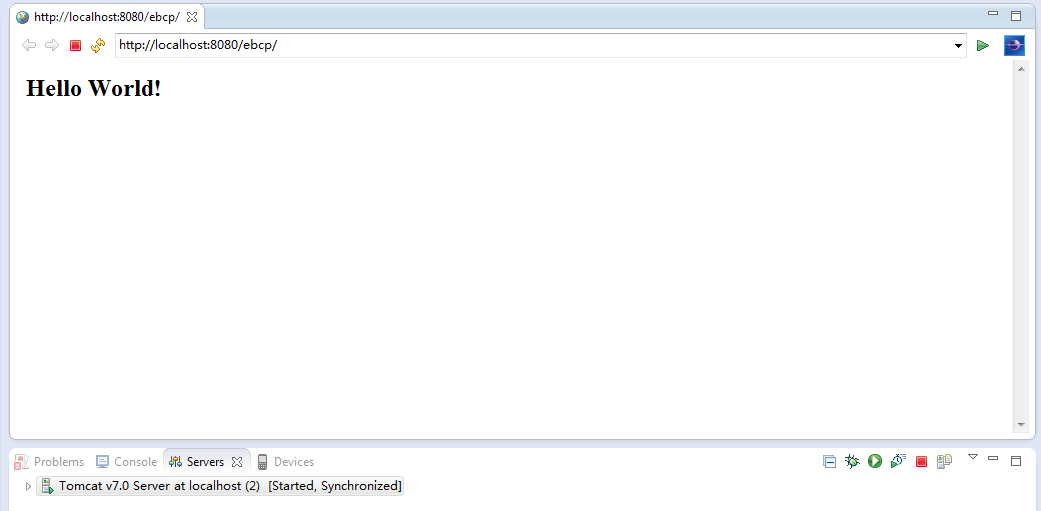 http://localhost:8080/ebcp/
http://localhost:8080/ebcp/
Hello World!
Problems Console Servers Devices
Tomcat v7.0 Server at localhost (2) [Started, Synchronized]